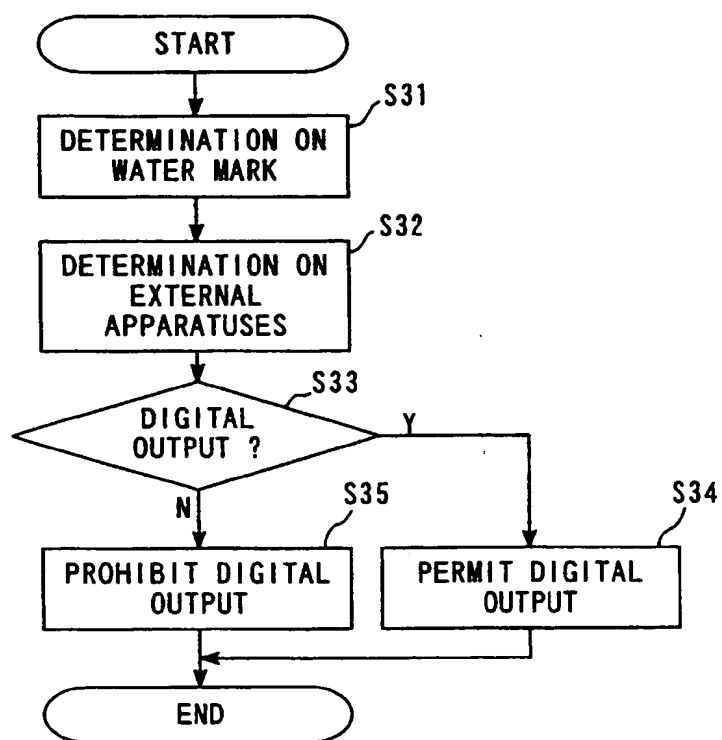 START
S31
DETERMINATION ON
WATER MARK
S32
DETERMINATION ON
EXTERNAL
APPARATUSES
S33
DIGITAL
OUTPUT ?
Y
N
S35
S34
PROHIBIT DIGITAL
OUTPUT
PERMIT DIGITAL
OUTPUT
END